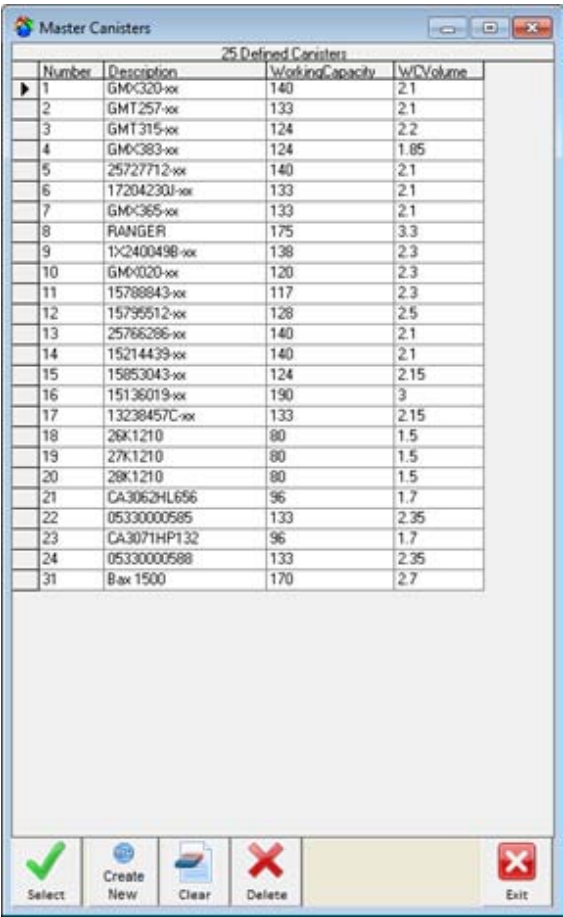 Master Canisters
25 Defined Canisters
Number Description WorkingCapacity WCVolume
1 GMX320-xx 140 2.1
2 GMT257-xx 133 2.1
3 GMT315-xx 124 2.2
4 GMX383-xx 124 1.85
5 25727712-xx 140 2.1
6 17204230J-xx 133 2.1
7 GMX365-xx 133 2.1
8 RANGER 175 3.3
9 1X240049B-xx 138 2.3
10 GMX020-xx 120 2.3
11 15788843-xx 117 2.3
12 15795512-xx 128 2.5
13 25766286-xx 140 2.1
14 15214439-xx 140 2.1
15 15853043-xx 124 2.15
16 15136019-xx 190 3
17 13238457C-xx 133 2.15
18 26K1210 80 1.5
19 27K1210 80 1.5
20 28K1210 80 1.5
21 CA3062HL656 96 1.7
22 05330000585 133 2.35
23 CA3071HP132 96 1.7
24 05330000588 133 2.35
31 Bax 1500 170 2.7
Select Create New Clear Delete Exit